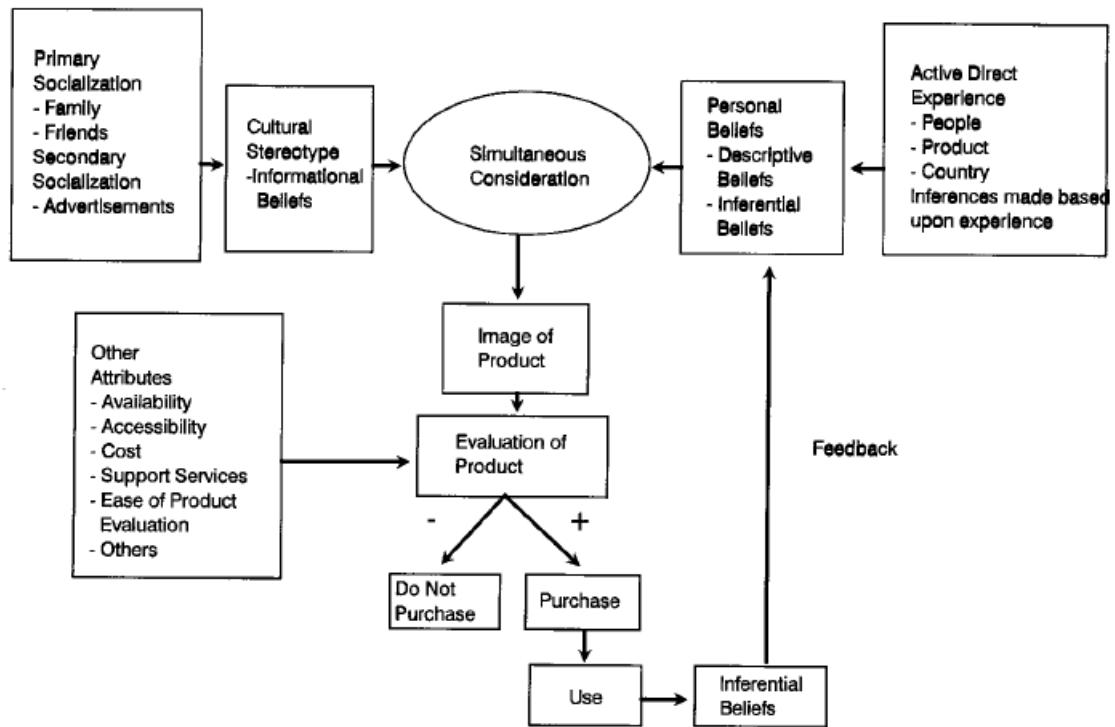 Primary
Socialization
- Family
- Friends
Secondary
Socialization
- Advertisements
Cultural
Stereotype
-Informational
Beliefs
Simultaneous
Consideration
Personal
Beliefs
- Descriptive
Beliefs
- Inferential
Beliefs
Active Direct
Experience
- People
- Product
- Country
Inferences made based
upon experience
Image of
Product
Other
Attributes
- Availability
- Accessibility
- Cost
- Support Services
- Ease of Product
Evaluation
- Others
Evaluation of
Product
Feedback
-
+
Do Not
Purchase
Purchase
Use
Inferential
Beliefs